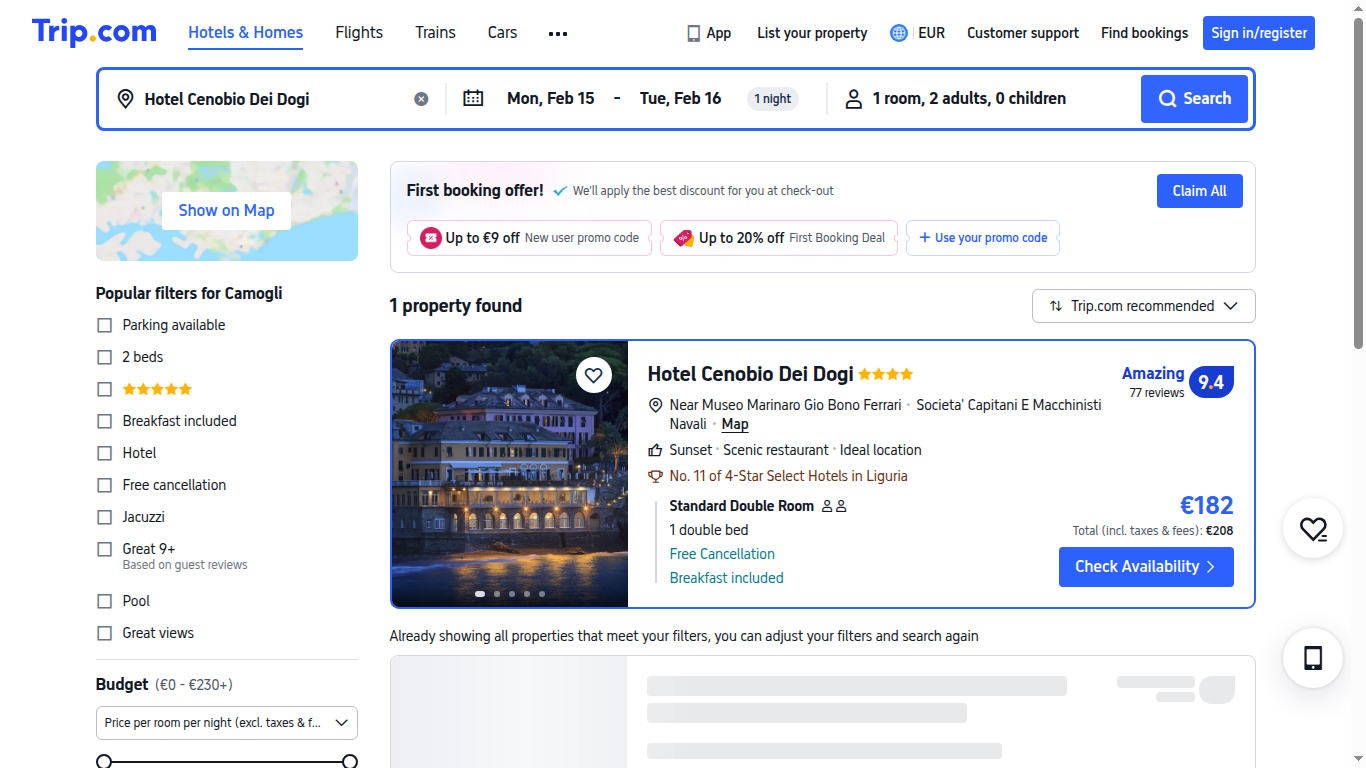 Trip.com
Hotels & Homes
Flights
Trains
Cars
App
List your property
EUR
Customer support
Find bookings
Sign in/register
Hotel Cenobio Dei Dogi
Mon, Feb 15 - Tue, Feb 16
1 night
1 room, 2 adults, 0 children
Search
Show on Map
First booking offer!
We'll apply the best discount for you at check-out
Claim All
Up to €9 off New user promo code
Up to 20% off First Booking Deal
+ Use your promo code
Popular filters for Camogli
Parking available
2 beds
Breakfast included
Hotel
Free cancellation
Jacuzzi
Great 9+
Based on guest reviews
Pool
Great views
Budget (€0 - €230+)
Price per room per night (excl. taxes & f...
1 property found
Trip.com recommended
Hotel Cenobio Dei Dogi
Amazing
77 reviews
9.4
Near Museo Marinaro Gio Bono Ferrari · Societa' Capitani E Macchinisti
Navali · Map
Sunset · Scenic restaurant · Ideal location
No. 11 of 4-Star Select Hotels in Liguria
Standard Double Room
1 double bed
Free Cancellation
Breakfast included
€182
Total (incl. taxes & fees): €208
Check Availability
Already showing all properties that meet your filters, you can adjust your filters and search again